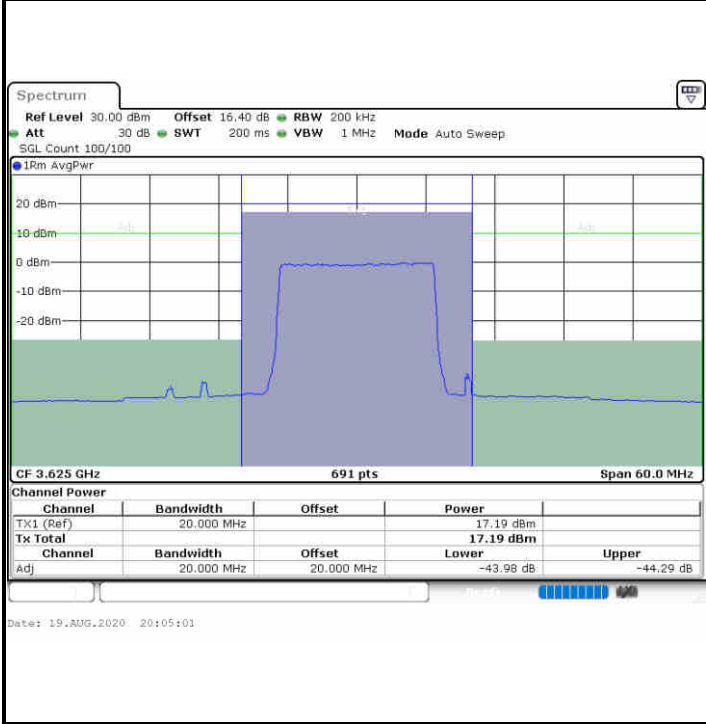 Spectrum
Ref Level 30.00 dBm Offset 16.40 dB RBW 200 kHz
Att 30 dB SWT 200 ms VBW 1 MHz Mode Auto Sweep
SGL Count 100/100
1Rm AvgPwr
20 dBm
Adj Adj
10 dBm
0 dBm
-10 dBm
-20 dBm
CF 3.625 GHz 691 pts Span 60.0 MHz
Channel Power
Channel Bandwidth Offset Power
TX1 (Ref) 20.000 MHz 17.19 dBm
Tx Total 17.19 dBm
Channel Bandwidth Offset Lower Upper
Adj 20.000 MHz 20.000 MHz -43.98 dB -44.29 dB
Date: 19.AUG.2020 20:05:01